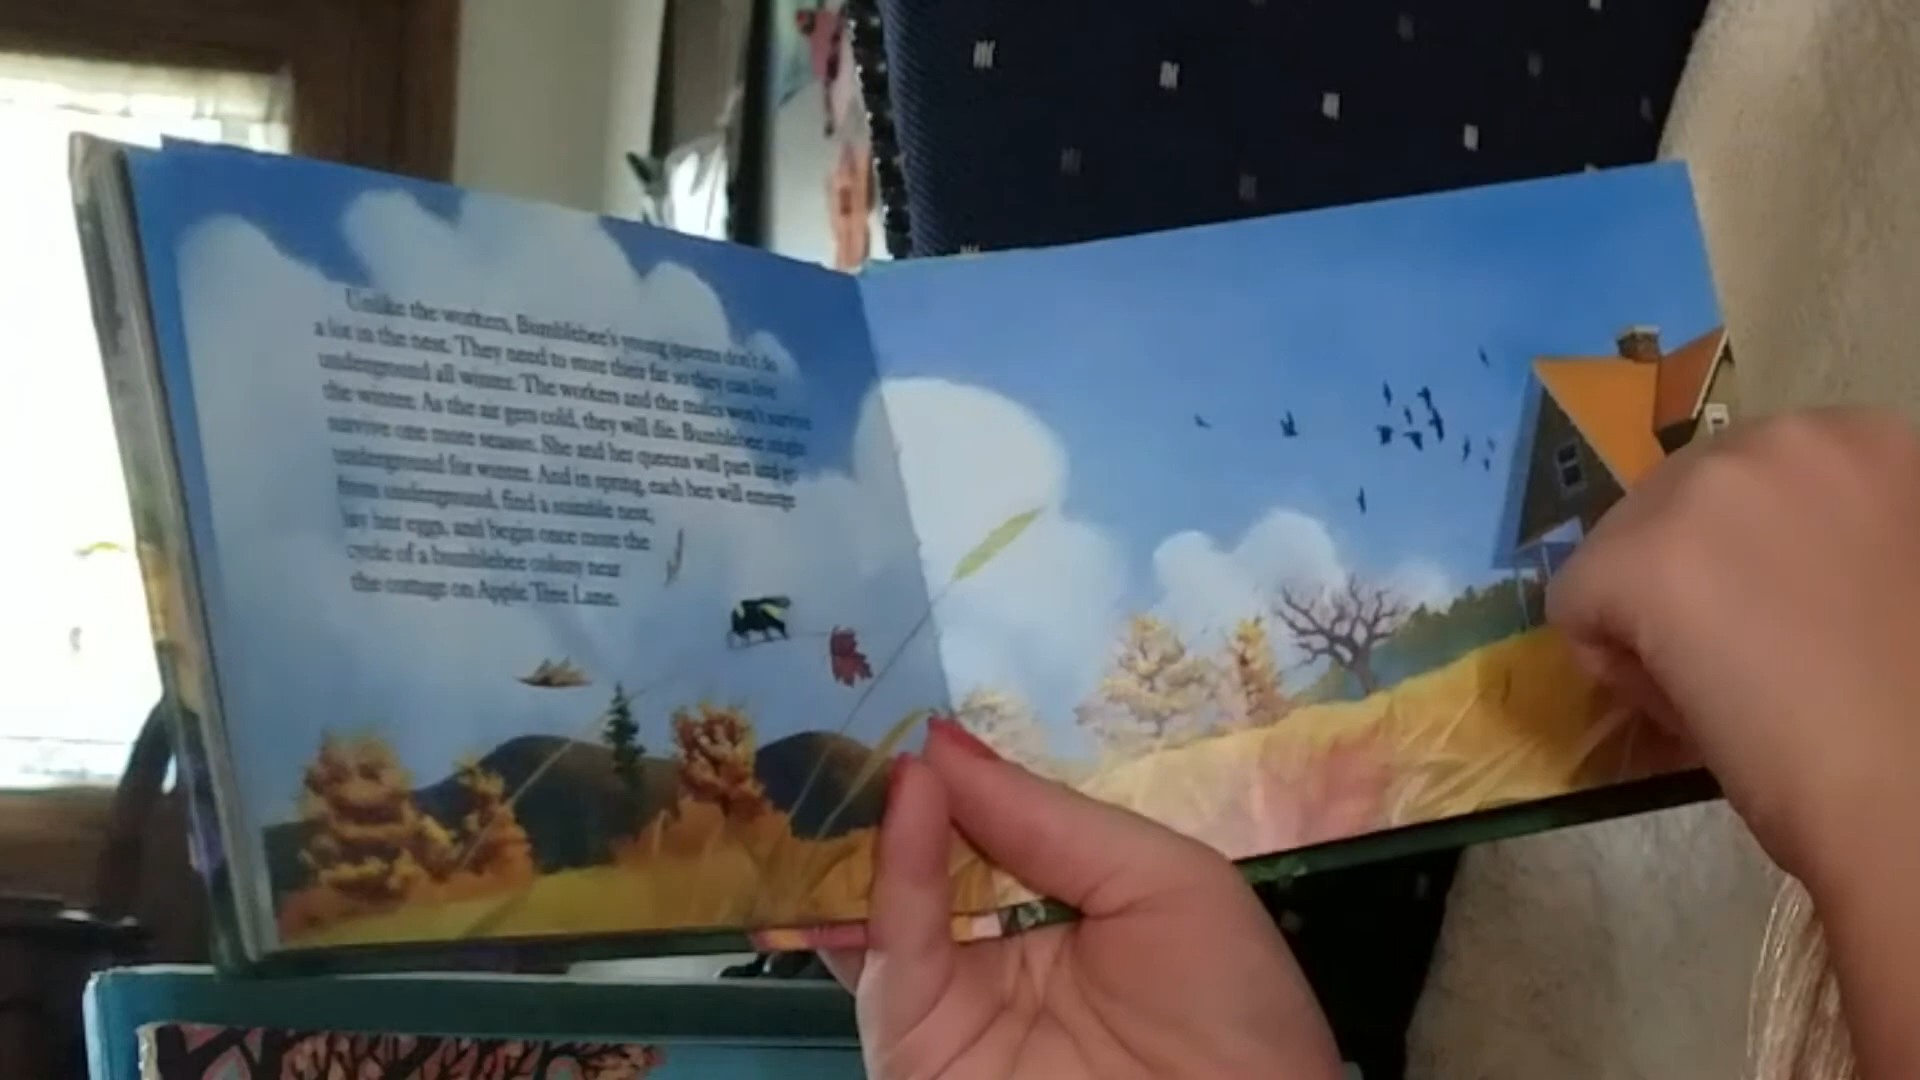 Unlike the workers, Bumblebee's young queens don't do
a lot in the nest. They need to store their fat so they can live
underground all winter. The workers and the males won't survive
the winter. As the air gets cold, they will die. Bumblebee might
survive one more season. She and her queens will part and go
underground for winter. And in spring, each bee will emerge
from underground, find a suitable nest,
lay her eggs, and begin once more the
cycle of a bumblebee colony near
the cottage on Apple Tree Lane.